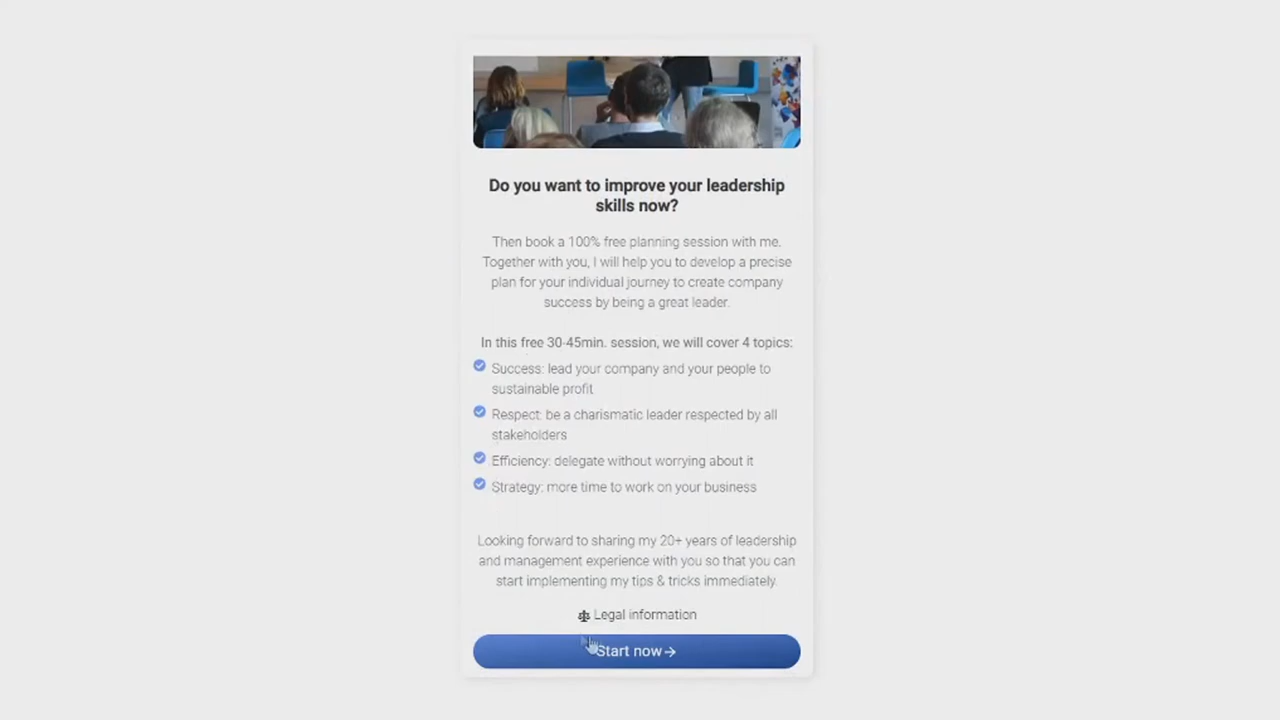 Do you want to improve your leadership
skills now?
Then book a 100% free planning session with me.
Together with you, I will help you to develop a precise
plan for your individual journey to create company
success by being a great leader.
In this free 30-45min. session, we will cover 4 topics:
Success: lead your company and your people to
sustainable profit
Respect: be a charismatic leader respected by all
stakeholders
Efficiency: delegate without worrying about it
Strategy: more time to work on your business
Looking forward to sharing my 20+ years of leadership
and management experience with you so that you can
start implementing my tips & tricks immediately.
Legal information
Start now→